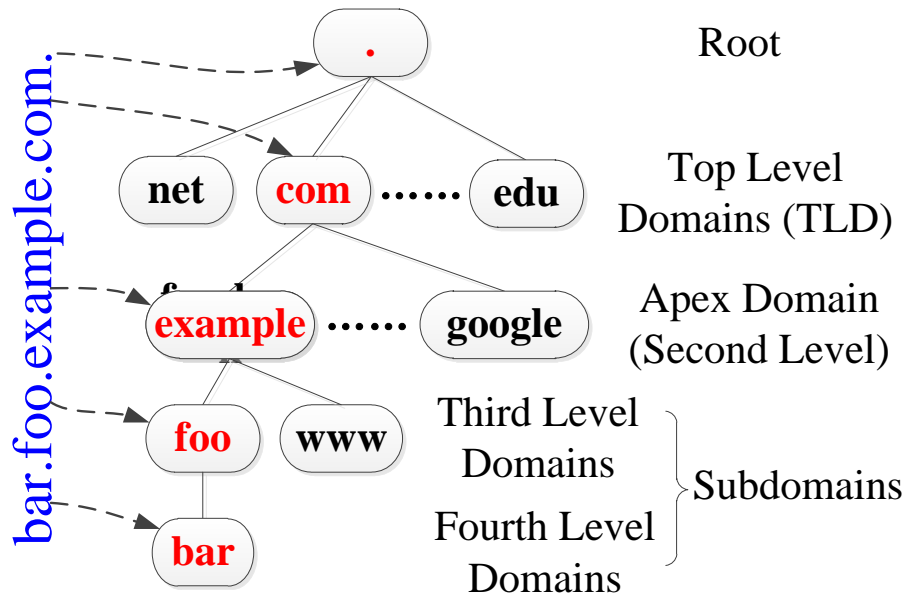 bar.foo.example.com.
.
Root
net
com
......
edu
Top Level
Domains (TLD)
example
......
google
Apex Domain
(Second Level)
foo
www
Third Level
Domains
bar
Fourth Level
Domains
Subdomains